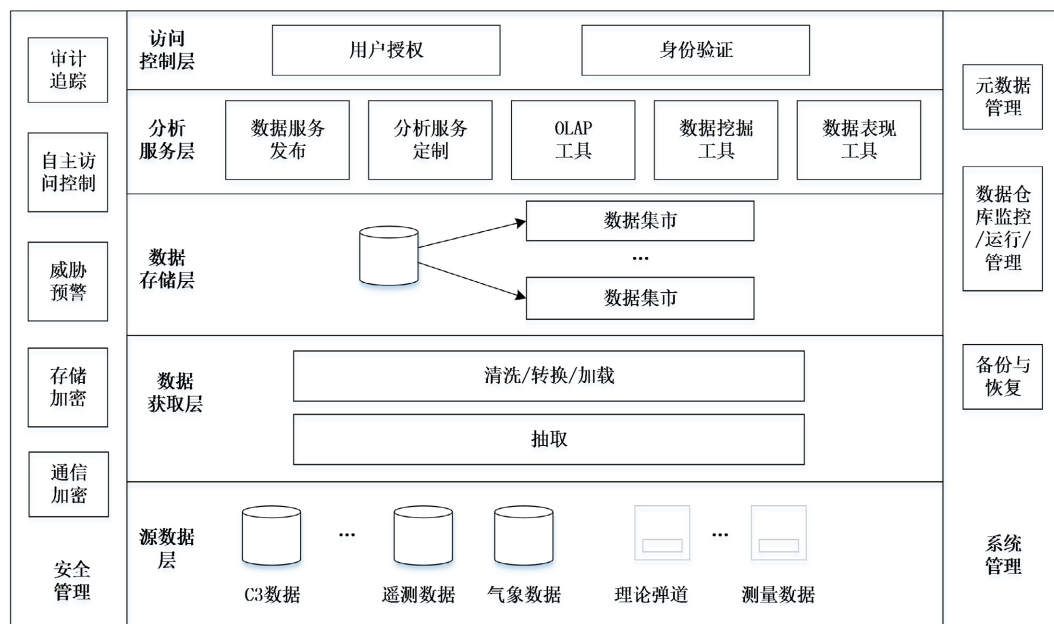 审计
追踪
自主访
问控制
威胁
预警
存储
加密
通信
加密
安全
管理
访问
控制层
用户授权
身份验证
分析
服务层
数据服务
发布
分析服务
定制
OLAP
工具
数据挖掘
工具
数据表现
工具
数据
存储层
数据集市
...
数据集市
数据
获取层
清洗/转换/加载
抽取
源数据
层
...
...
C3数据
遥测数据
气象数据
理论弹道
测量数据
元数据
管理
数据仓
库监控
/运行/
管理
备份与
恢复
系统
管理